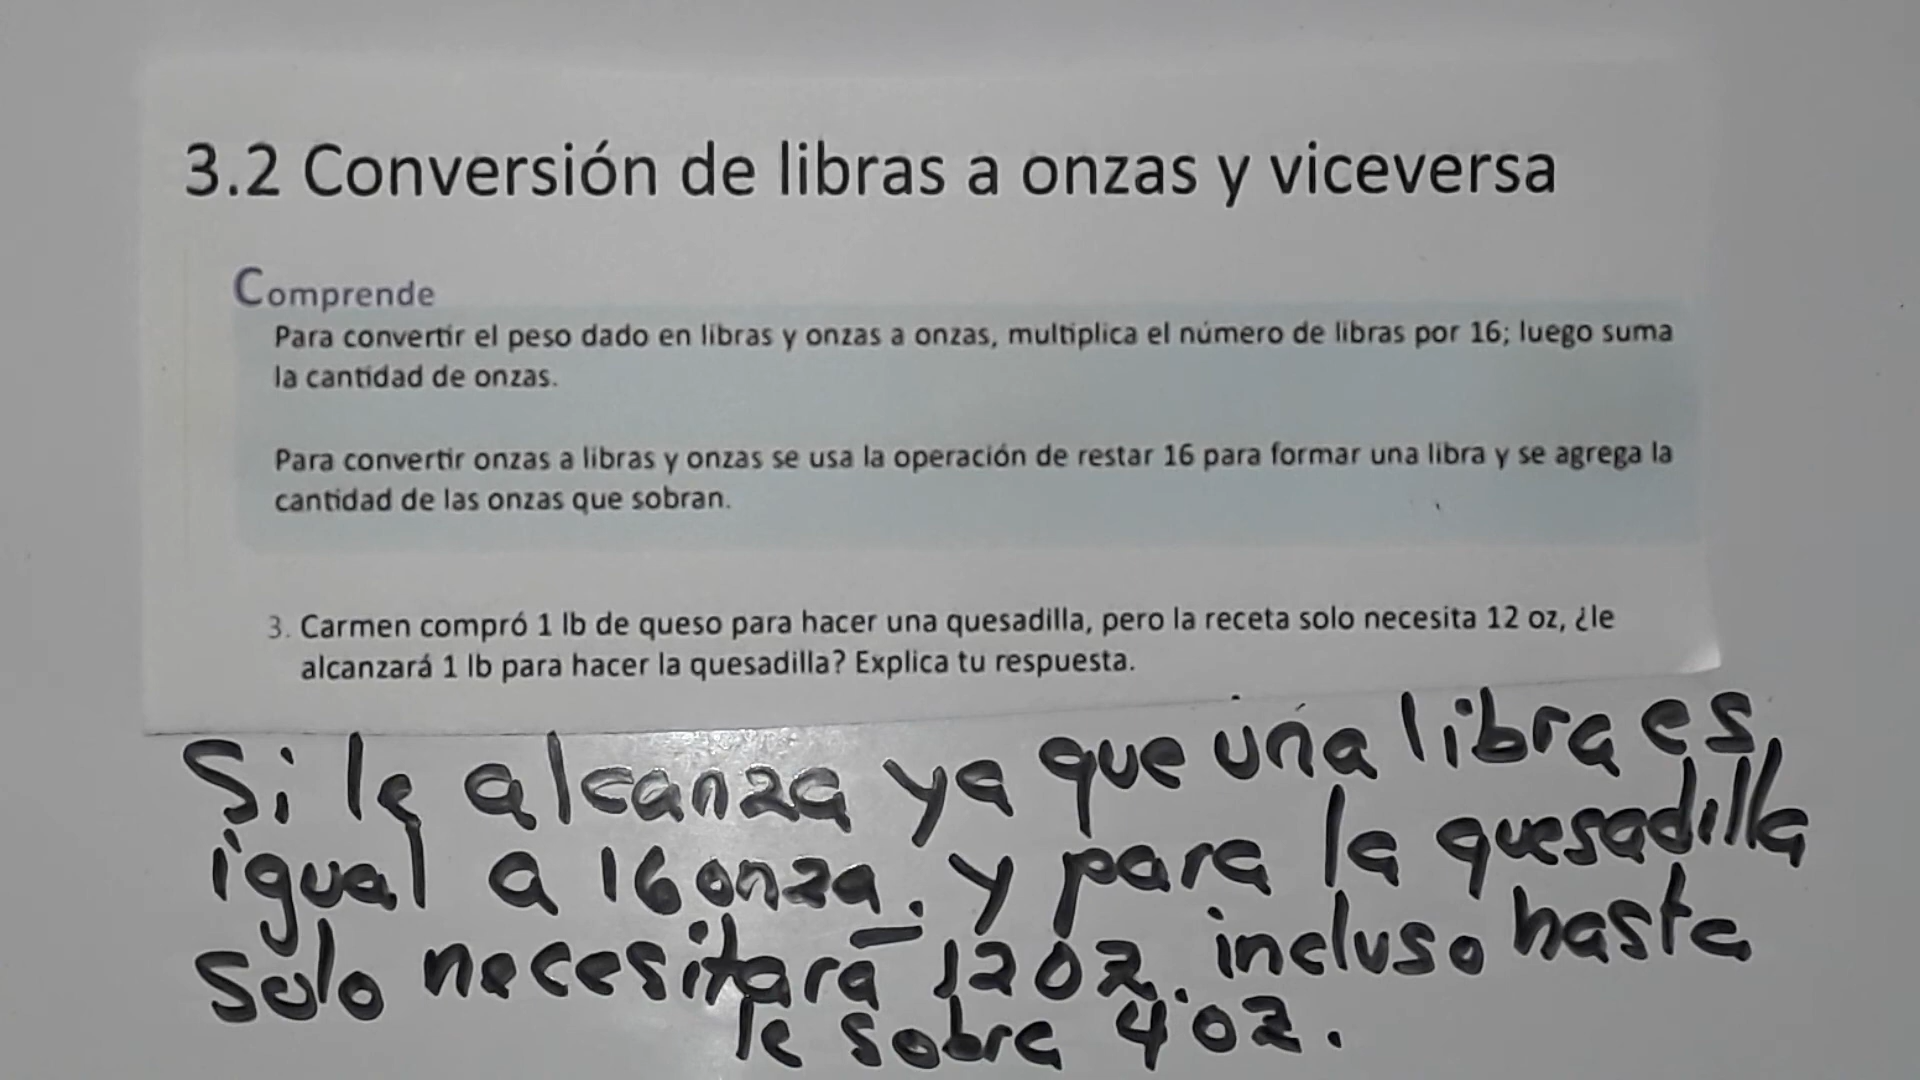 3.2 Conversión de libras a onzas y viceversa
Comprende
Para convertir el peso dado en libras y onzas a onzas, multiplica el número de libras por 16; luego suma
la cantidad de onzas.
Para convertir onzas a libras y onzas se usa la operación de restar 16 para formar una libra y se agrega la
cantidad de las onzas que sobran.
3. Carmen compró 1 lb de queso para hacer una quesadilla, pero la receta solo necesita 12 oz, ¿le
alcanzará 1 lb para hacer la quesadilla? Explica tu respuesta.
Si le alcanza ya que una libra es
igual a 16 onza. y para la quesadilla
solo necesitara 12 oz. incluso hasta
le sobra 4 oz.